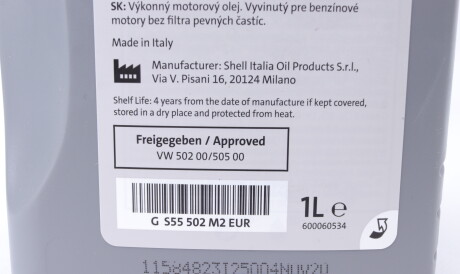 SK: Výkonný motorový olej. Vyvinutý pre benzínové
motory bez filtra pevných častíc.
Made in Italy
Manufacturer: Shell Italia Oil Products S.r.l.,
Via V. Pisani 16, 20124 Milano
Shelf Life: 4 years from the date of manufacture if kept covered,
stored in a dry place and protected from heat.
Freigegeben / Approved
VW 502 00/505 00
G S55 502 M2 EUR
1L e
600060534